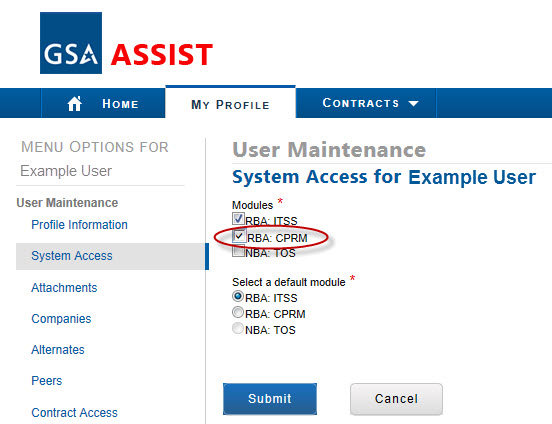 GSA ASSIST
HOME MY PROFILE CONTRACTS
MENU OPTIONS FOR
Example User
User Maintenance
Profile Information
System Access
Attachments
Companies
Alternates
Peers
Contract Access
User Maintenance
System Access for Example User
Modules *
RBA: ITSS
RBA: CPRM
NBA: TOS
Select a default module *
RBA: ITSS
RBA: CPRM
NBA: TOS
Submit Cancel